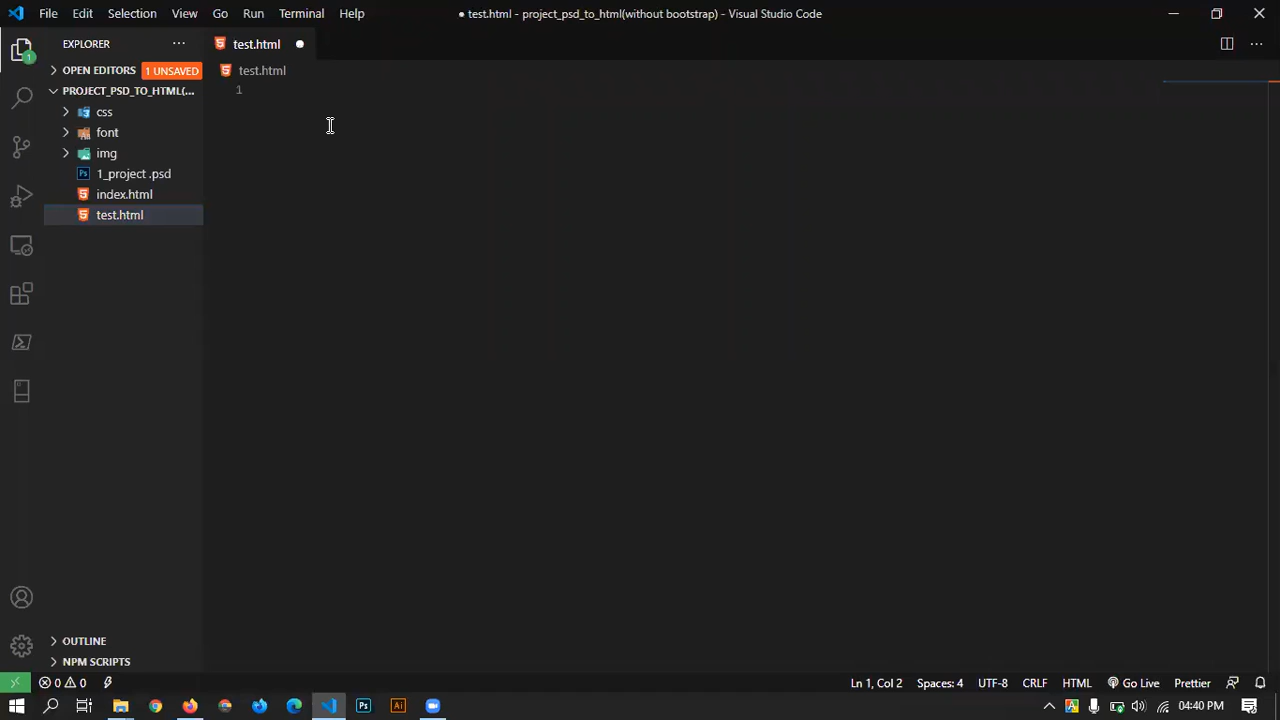 File Edit Selection View Go Run Terminal Help
● test.html - project_psd_to_html(without bootstrap) - Visual Studio Code
EXPLORER
test.html
OPEN EDITORS
1 UNSAVED
test.html
PROJECT_PSD_TO_HTML(...
1
css
font
img
1_project .psd
index.html
test.html
OUTLINE
NPM SCRIPTS
0 0
Ln 1, Col 2
Spaces: 4
UTF-8
CRLF
HTML
Go Live
Prettier
04:40 PM